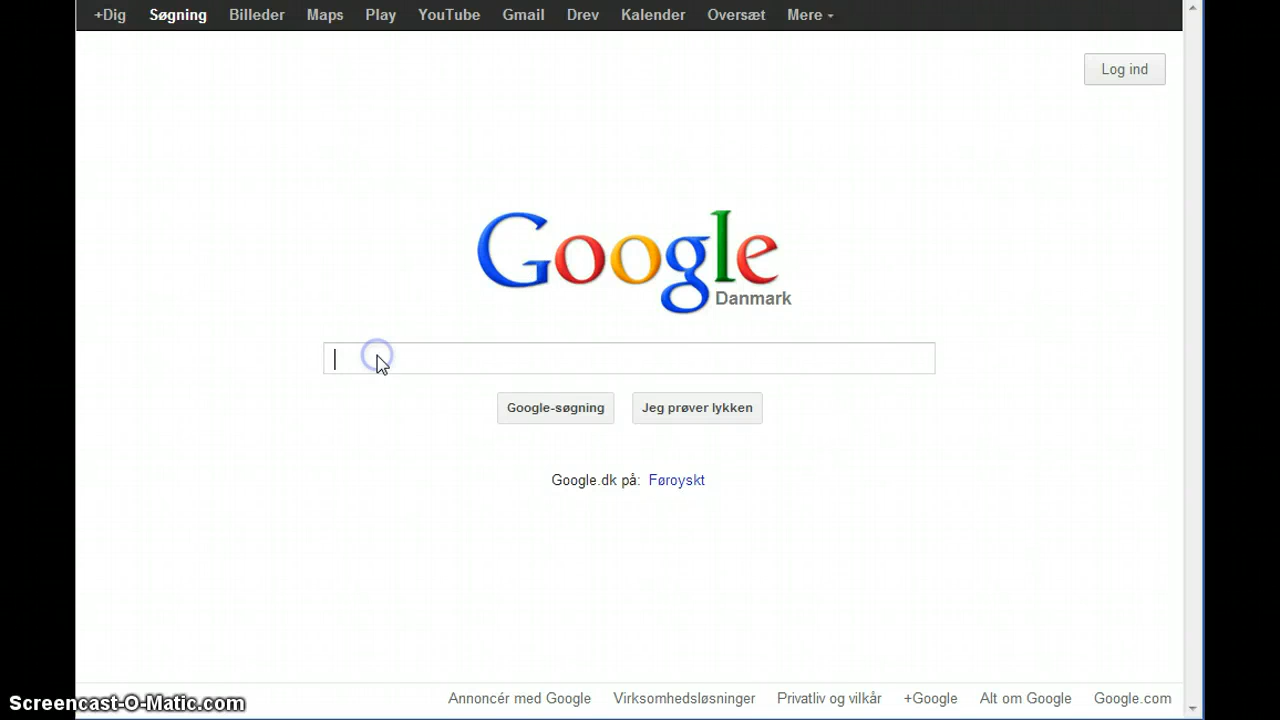 +Dig Søgning Billeder Maps Play YouTube Gmail Drev Kalender Oversæt Mere
Log ind
Google
Danmark
Google-søgning Jeg prøver lykken
Google.dk på: Føroyskt
Annoncér med Google Virksomhedsløsninger Privatliv og vilkår +Google Alt om Google Google.com
Screencast-O-Matic.com